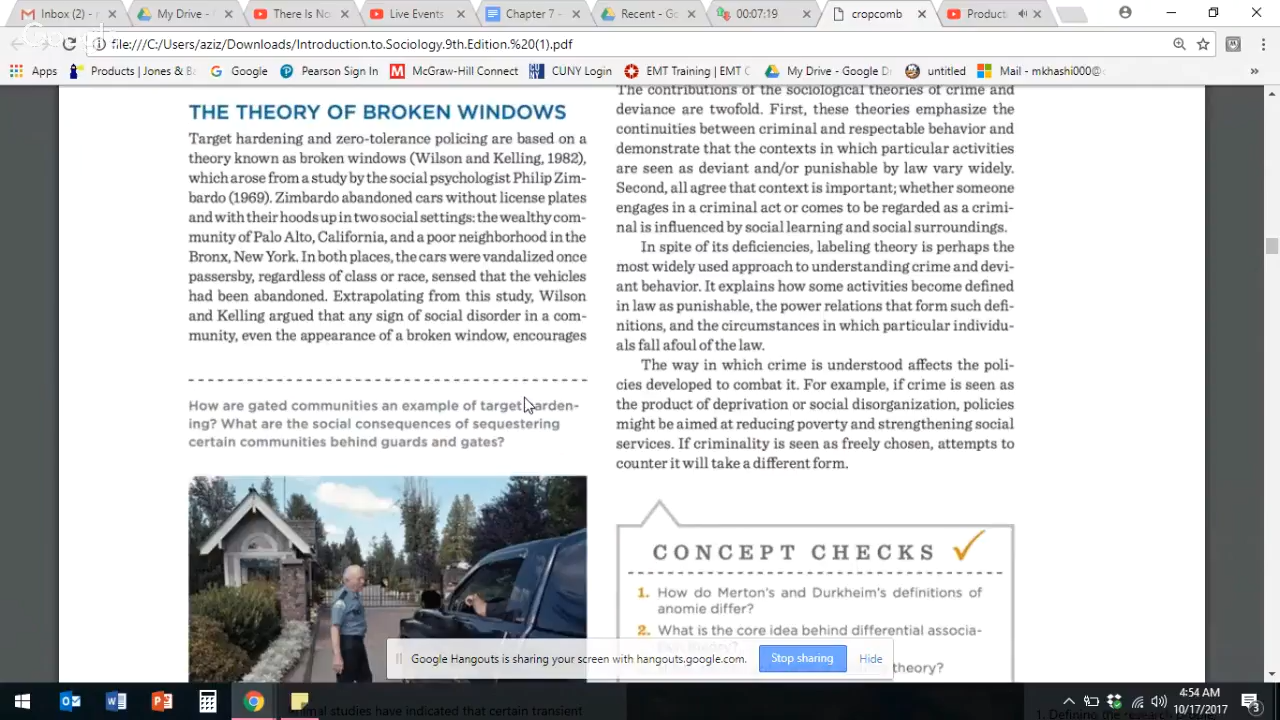 Inbox (2) -
My Drive -
There Is No
Live Events
Chapter 7 -
Recent - Go
00:07:19
cropcomb
Product
file:///C:/Users/aziz/Downloads/Introduction.to.Sociology.9th.Edition.%20(1).pdf
Apps
Products | Jones & Ba
Google
Pearson Sign In
McGraw-Hill Connect
CUNY Login
EMT Training | EMT C
My Drive - Google Dr
untitled
Mail - mkhashi000@c
THE THEORY OF BROKEN WINDOWS
Target hardening and zero-tolerance policing are based on a
theory known as broken windows (Wilson and Kelling, 1982),
which arose from a study by the social psychologist Philip Zim-
bardo (1969). Zimbardo abandoned cars without license plates
and with their hoods up in two social settings: the wealthy com-
munity of Palo Alto, California, and a poor neighborhood in the
Bronx, New York. In both places, the cars were vandalized once
passersby, regardless of class or race, sensed that the vehicles
had been abandoned. Extrapolating from this study, Wilson
and Kelling argued that any sign of social disorder in a com-
munity, even the appearance of a broken window, encourages
How are gated communities an example of target harden-
ing? What are the social consequences of sequestering
certain communities behind guards and gates?
The contributions of the sociological theories of crime and
deviance are twofold. First, these theories emphasize the
continuities between criminal and respectable behavior and
demonstrate that the contexts in which particular activities
are seen as deviant and/or punishable by law vary widely.
Second, all agree that context is important; whether someone
engages in a criminal act or comes to be regarded as a crimi-
nal is influenced by social learning and social surroundings.
In spite of its deficiencies, labeling theory is perhaps the
most widely used approach to understanding crime and devi-
ant behavior. It explains how some activities become defined
in law as punishable, the power relations that form such defi-
nitions, and the circumstances in which particular individu-
als fall afoul of the law.
The way in which crime is understood affects the poli-
cies developed to combat it. For example, if crime is seen as
the product of deprivation or social disorganization, policies
might be aimed at reducing poverty and strengthening social
services. If criminality is seen as freely chosen, attempts to
counter it will take a different form.
CONCEPT CHECKS
1. How do Merton's and Durkheim's definitions of
anomie differ?
2. What is the core idea behind differential associa-
theory?
Google Hangouts is sharing your screen with hangouts.google.com.
Stop sharing
Hide
4:54 AM
10/17/2017
mal studies have indicated that certain transient